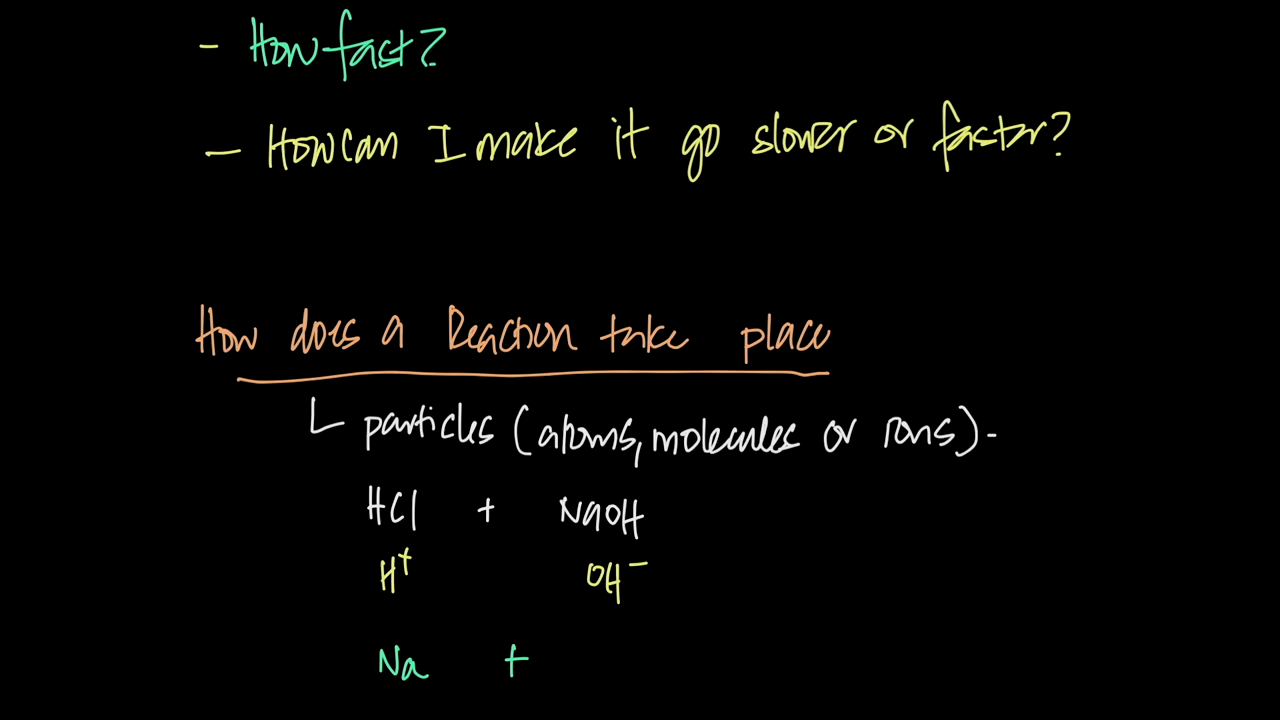 - How fast?
- How can I make it go slower or faster?
How does a Reaction take place
particles (atoms, molecules or ions).
HCl + NaOH
H⁺ OH⁻
Na +